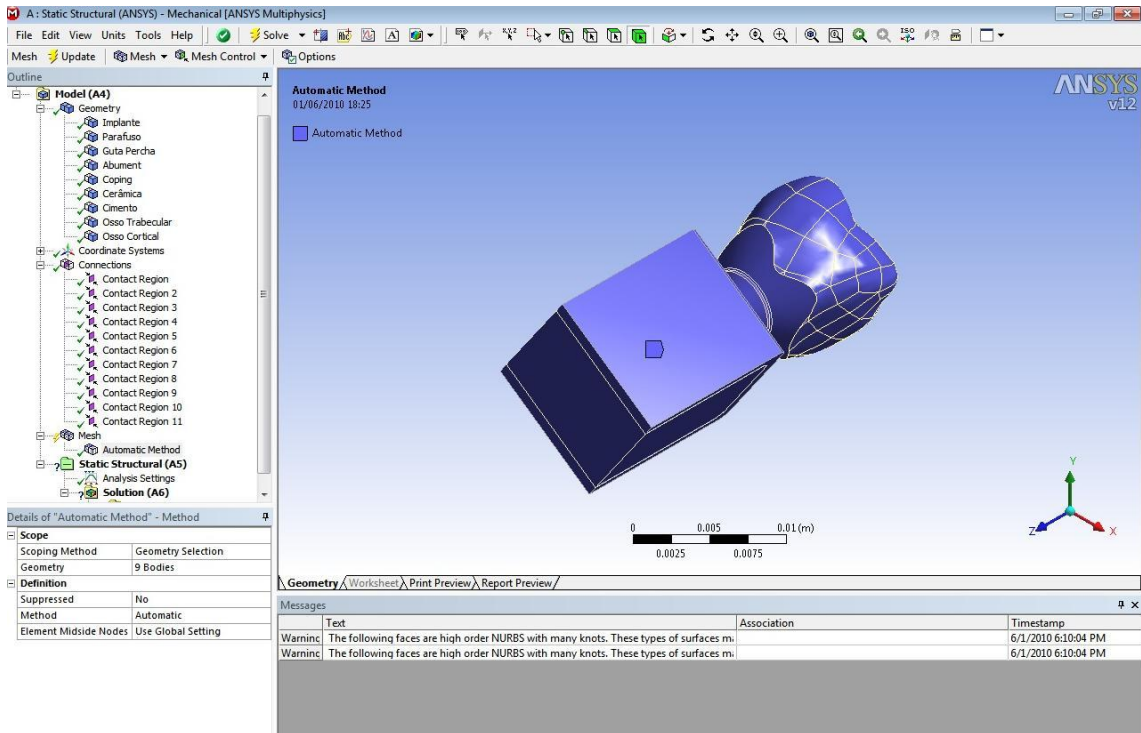 A : Static Structural (ANSYS) - Mechanical [ANSYS Multiphysics]
File Edit View Units Tools Help Solve
Mesh Update Mesh Mesh Control Options
Outline
Model (A4)
Geometry
Implante
Parafuso
Guta Percha
Abument
Coping
Cerâmica
Cimento
Osso Trabecular
Osso Cortical
Coordinate Systems
Connections
Contact Region
Contact Region 2
Contact Region 3
Contact Region 4
Contact Region 5
Contact Region 6
Contact Region 7
Contact Region 8
Contact Region 9
Contact Region 10
Contact Region 11
Mesh
Automatic Method
Static Structural (A5)
Analysis Settings
Solution (A6)
Details of "Automatic Method" - Method
Scope
Scoping Method Geometry Selection
Geometry 9 Bodies
Definition
Suppressed No
Method Automatic
Element Midside Nodes Use Global Setting
Automatic Method
01/06/2010 18:25
Automatic Method
ANSYS
v12
Y
Z X
0 0.005 0.01 (m)
0.0025 0.0075
Geometry Worksheet Print Preview Report Preview
Messages
Text Association Timestamp
Warning The following faces are high order NURBS with many knots. These types of surfaces m 6/1/2010 6:10:04 PM
Warning The following faces are high order NURBS with many knots. These types of surfaces m 6/1/2010 6:10:04 PM